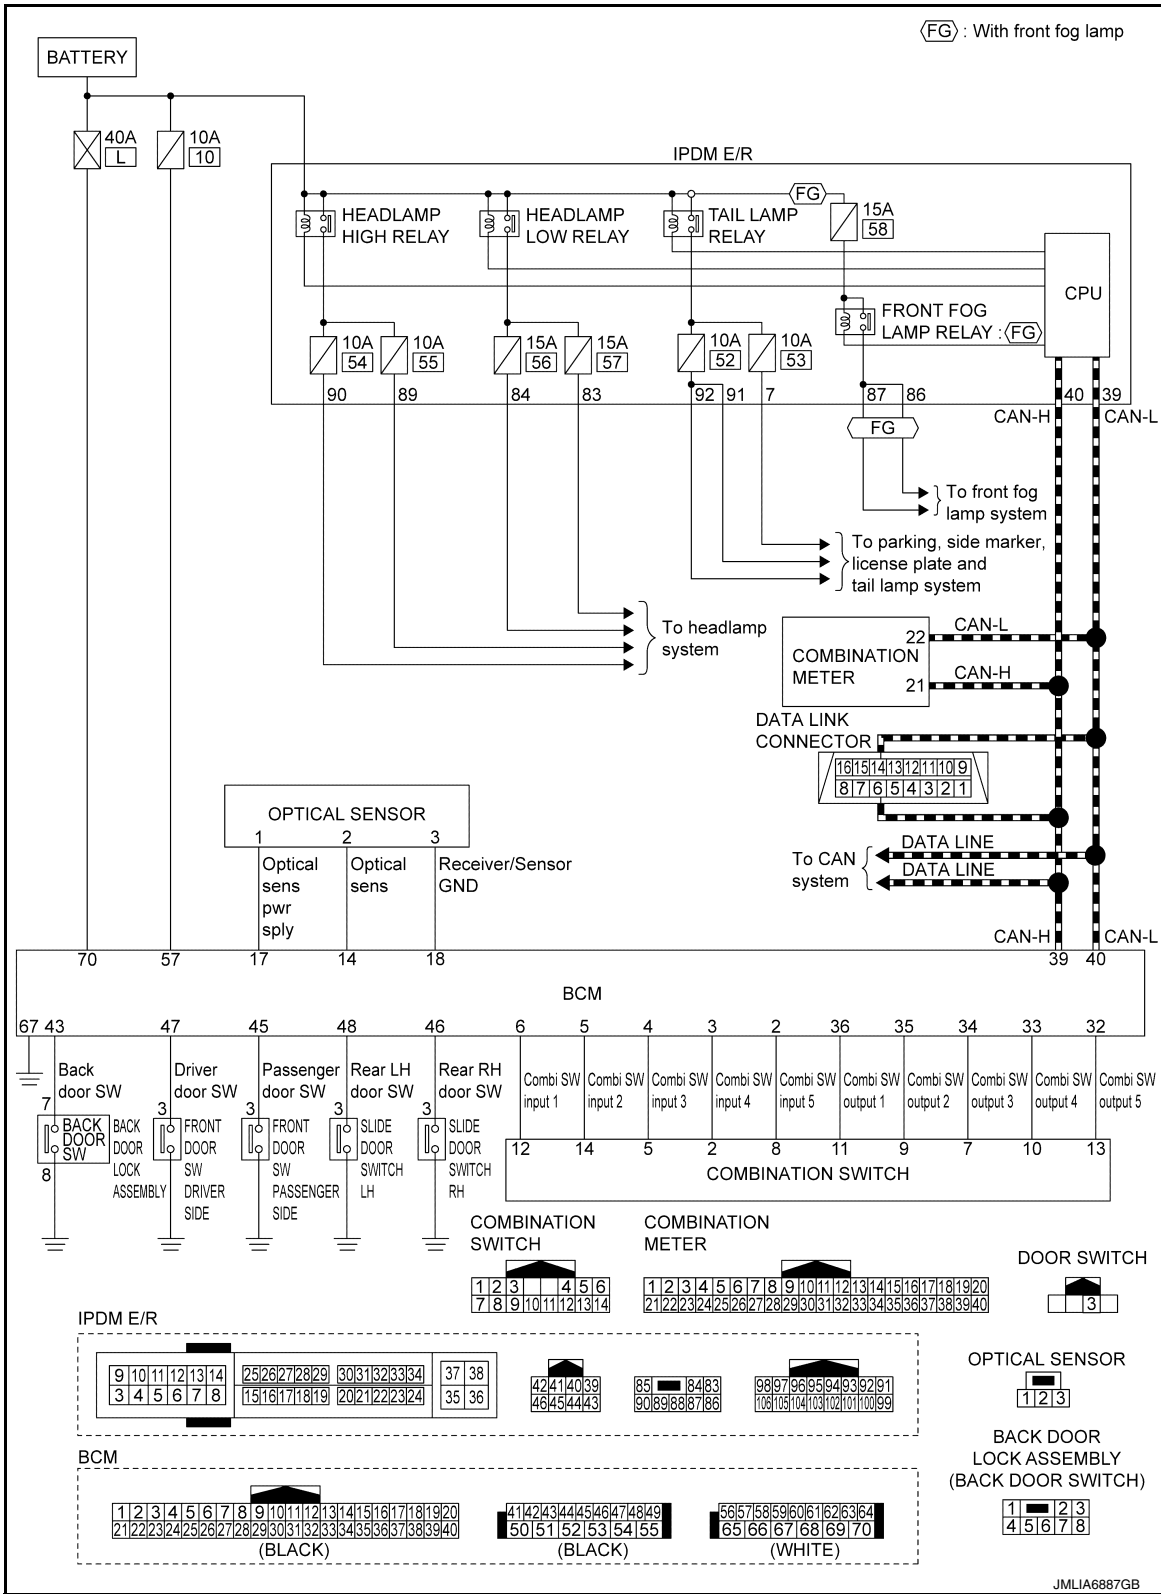 FG : With front fog lamp
BATTERY
40A
L
10A
10
IPDM E/R
HEADLAMP
HIGH RELAY
HEADLAMP
LOW RELAY
TAIL LAMP
RELAY
FG
15A
58
CPU
FRONT FOG
LAMP RELAY : FG
10A
54
10A
55
15A
56
15A
57
10A
52
10A
53
90 89 84 83 92 91 7 87 86 40 39
CAN-H
CAN-L
FG
To front fog
lamp system
To parking, side marker,
license plate and
tail lamp system
To headlamp
system
COMBINATION
METER
22
21
CAN-L
CAN-H
DATA LINK
CONNECTOR
16 15 14 13 12 11 10 9
8 7 6 5 4 3 2 1
To CAN
system
DATA LINE
DATA LINE
OPTICAL SENSOR
1 2 3
Optical
sens
pwr
sply
Optical
sens
Receiver/Sensor
GND
CAN-H
CAN-L
70 57 17 14 18 39 40
BCM
67 43 47 45 48 46 6 5 4 3 2 36 35 34 33 32
Back
door SW
Driver
door SW
Passenger
door SW
Rear LH
door SW
Rear RH
door SW
Combi SW
input 1
Combi SW
input 2
Combi SW
input 3
Combi SW
input 4
Combi SW
input 5
Combi SW
output 1
Combi SW
output 2
Combi SW
output 3
Combi SW
output 4
Combi SW
output 5
7 3 3 3 3
BACK
DOOR
SW
8
BACK
DOOR
LOCK
ASSEMBLY
FRONT
DOOR
SW
DRIVER
SIDE
FRONT
DOOR
SW
PASSENGER
SIDE
SLIDE
DOOR
SWITCH
LH
SLIDE
DOOR
SWITCH
RH
12 14 5 2 8 11 9 7 10 13
COMBINATION SWITCH
COMBINATION
SWITCH
1 2 3 4 5 6
7 8 9 10 11 12 13 14
COMBINATION
METER
1 2 3 4 5 6 7 8 9 10 11 12 13 14 15 16 17 18 19 20
21 22 23 24 25 26 27 28 29 30 31 32 33 34 35 36 37 38 39 40
DOOR SWITCH
3
IPDM E/R
9 10 11 12 13 14 25 26 27 28 29 30 31 32 33 34 37 38
3 4 5 6 7 8 15 16 17 18 19 20 21 22 23 24 35 36
42 41 40 39
46 45 44 43
85 84 83
90 89 88 87 86
98 97 96 95 94 93 92 91
106 105 104 103 102 101 100 99
OPTICAL SENSOR
1 2 3
BCM
1 2 3 4 5 6 7 8 9 10 11 12 13 14 15 16 17 18 19 20
21 22 23 24 25 26 27 28 29 30 31 32 33 34 35 36 37 38 39 40
(BLACK)
41 42 43 44 45 46 47 48 49
50 51 52 53 54 55
(BLACK)
56 57 58 59 60 61 62 63 64
65 66 67 68 69 70
(WHITE)
BACK DOOR
LOCK ASSEMBLY
(BACK DOOR SWITCH)
1 2 3
4 5 6 7 8
JMLIA6887GB